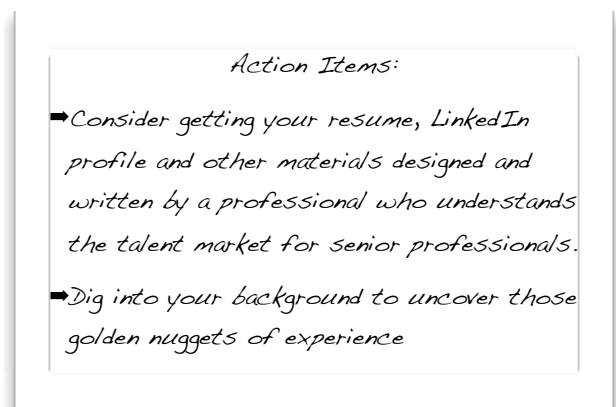 Action Items:
➡Consider getting your resume, LinkedIn
profile and other materials designed and
written by a professional who understands
the talent market for senior professionals.
➡Dig into your background to uncover those
golden nuggets of experience